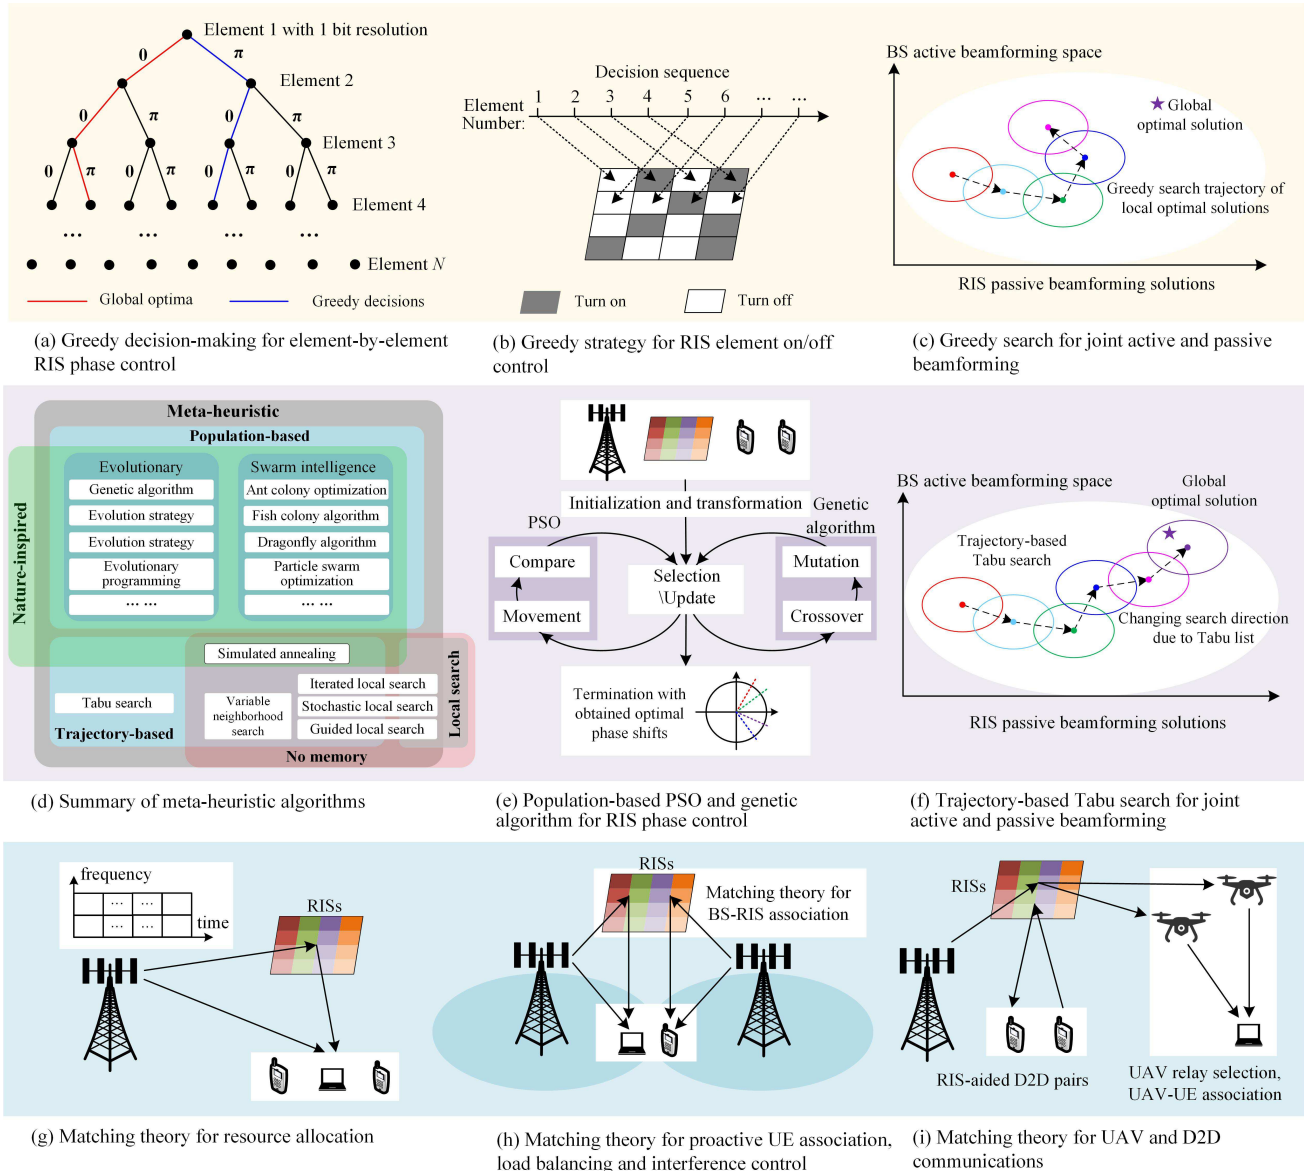 Element 1 with 1 bit resolution
0
π
Element 2
0
π
0
π
Element 3
0
π
0
π
0
π
0
π
Element 4
...
...
...
...
Element N
Global optima
Greedy decisions
(a) Greedy decision-making for element-by-element
RIS phase control
Decision sequence
Element
Number:
1 2 3 4 5 6 ... ...
Turn on
Turn off
(b) Greedy strategy for RIS element on/off
control
BS active beamforming space
Global
optimal solution
Greedy search trajectory of
local optimal solutions
RIS passive beamforming solutions
(c) Greedy search for joint active and passive
beamforming
Meta-heuristic
Population-based
Nature-inspired
Evolutionary
Genetic algorithm
Evolution strategy
Evolution strategy
Evolutionary
programming
... ...
Swarm intelligence
Ant colony optimization
Fish colony algorithm
Dragonfly algorithm
Particle swarm
optimization
... ...
Simulated annealing
Tabu search
Trajectory-based
Variable
neighborhood
search
Iterated local search
Stochastic local search
Guided local search
Local search
No memory
(d) Summary of meta-heuristic algorithms
Initialization and transformation
PSO
Genetic
algorithm
Compare
Movement
Selection
\Update
Mutation
Crossover
Termination with
obtained optimal
phase shifts
(e) Population-based PSO and genetic
algorithm for RIS phase control
BS active beamforming space
Global
optimal solution
Trajectory-based
Tabu search
Changing search direction
due to Tabu list
RIS passive beamforming solutions
(f) Trajectory-based Tabu search for joint
active and passive beamforming
frequency
... ...
... ...
time
RISs
(g) Matching theory for resource allocation
RISs
Matching theory for
BS-RIS association
(h) Matching theory for proactive UE association,
load balancing and interference control
RISs
RIS-aided D2D pairs
UAV relay selection,
UAV-UE association
(i) Matching theory for UAV and D2D
communications